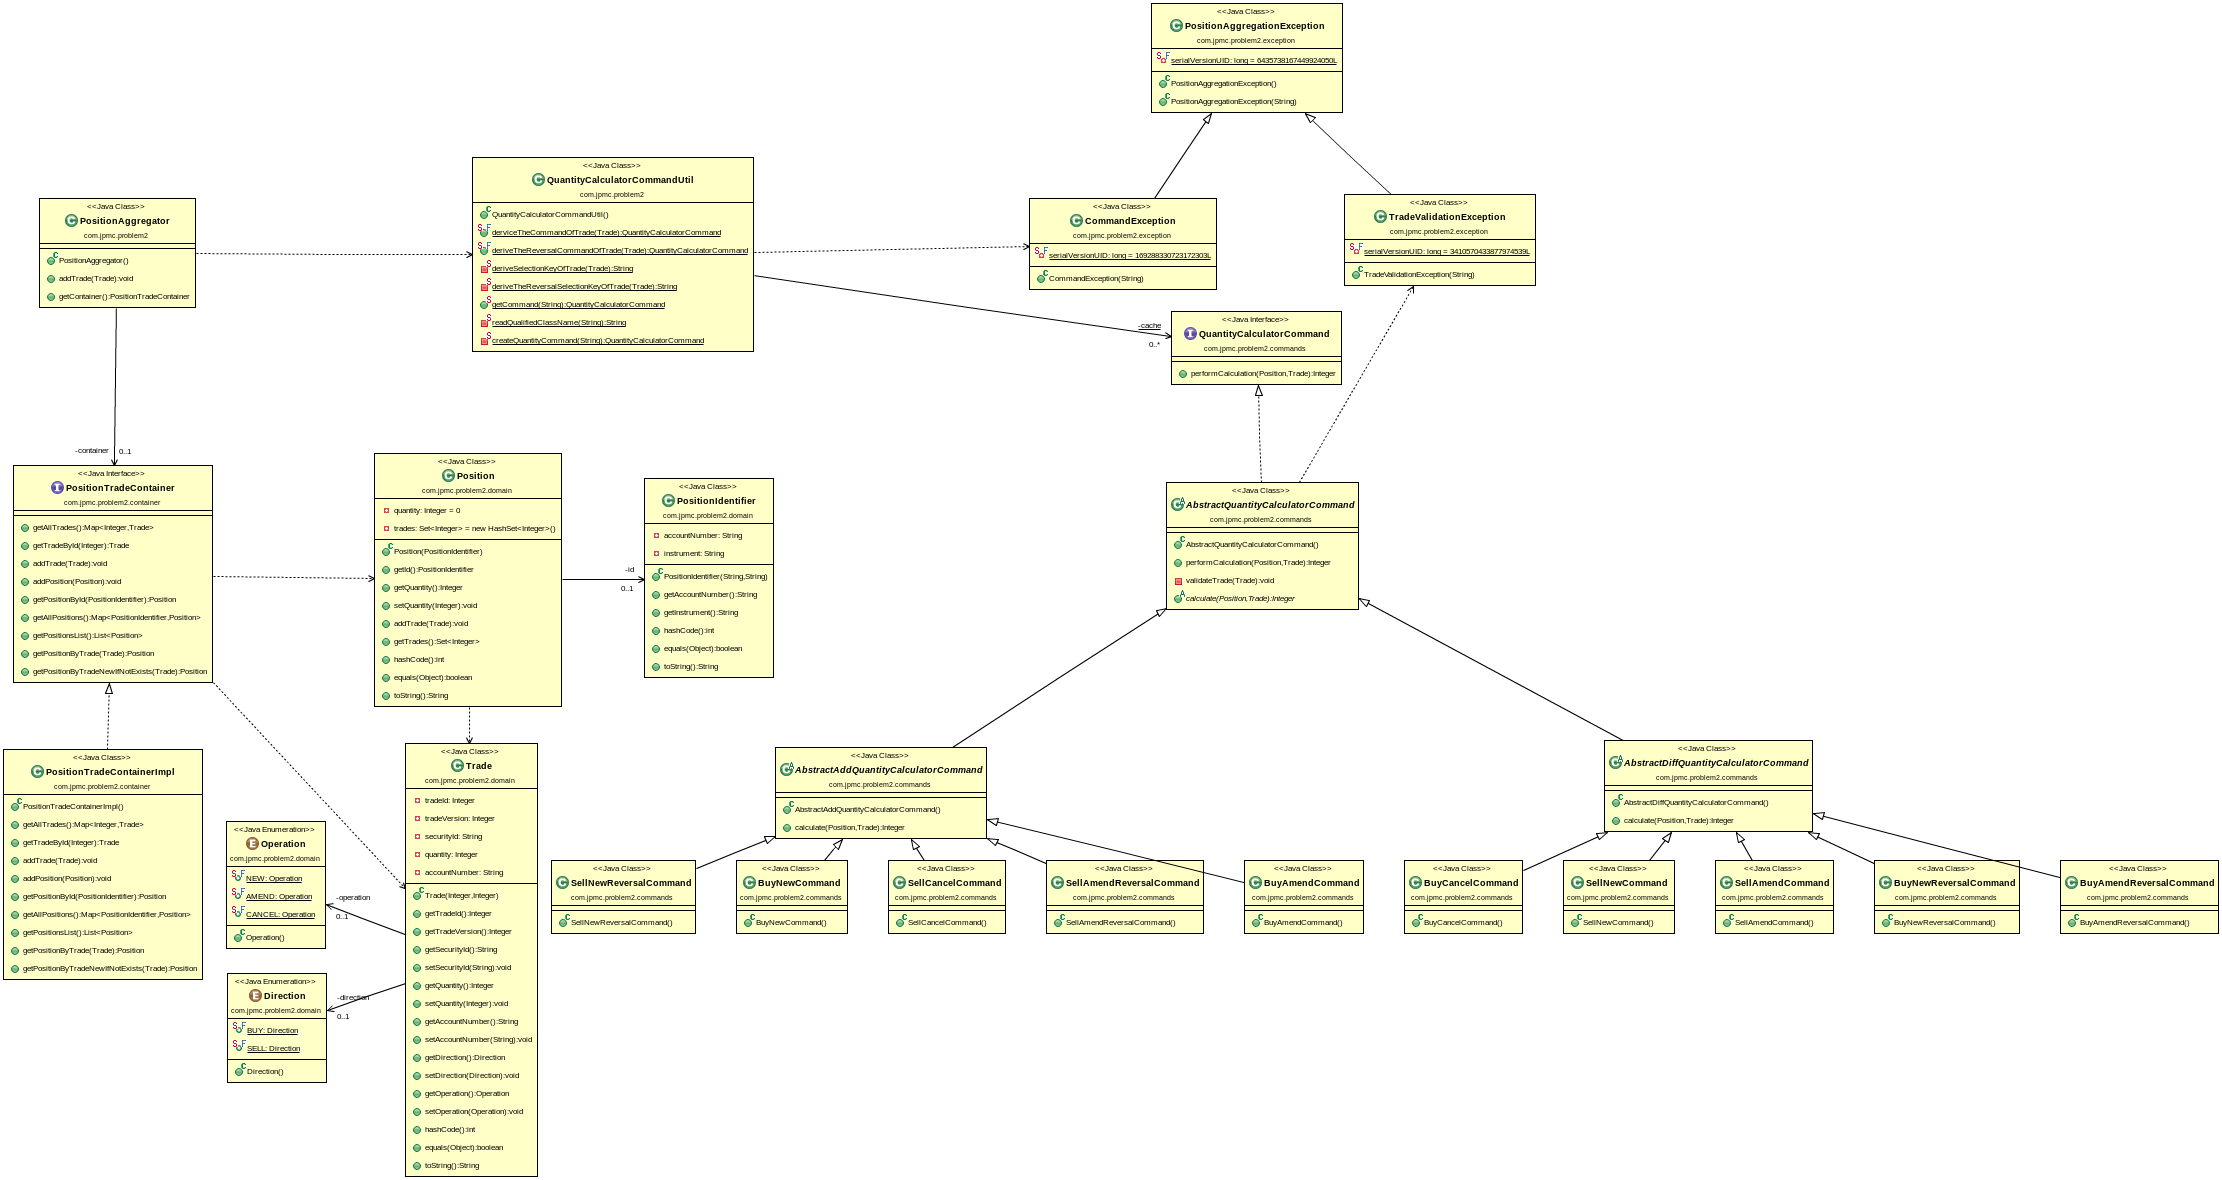 <<Java Class>>
PositionAggregationException
com.jpmc.problem2.exception
serialVersionUID: long = 6435738167449924050L
PositionAggregationException()
PositionAggregationException(String)
<<Java Class>>
QuantityCalculatorCommandUtil
com.jpmc.problem2
QuantityCalculatorCommandUtil()
derviceTheCommandOfTrade(Trade):QuantityCalculatorCommand
deriveTheReversalCommandOfTrade(Trade):QuantityCalculatorCommand
deriveSelectionKeyOfTrade(Trade):String
deriveTheReversalSelectionKeyOfTrade(Trade):String
getCommand(String):QuantityCalculatorCommand
readQualifiedClassName(String):String
createQuantityCommand(String):QuantityCalculatorCommand
<<Java Class>>
PositionAggregator
com.jpmc.problem2
PositionAggregator()
addTrade(Trade):void
getContainer():PositionTradeContainer
<<Java Class>>
CommandException
com.jpmc.problem2.exception
serialVersionUID: long = 169288330723172303L
CommandException(String)
<<Java Class>>
TradeValidationException
com.jpmc.problem2.exception
serialVersionUID: long = 3410570433877974539L
TradeValidationException(String)
-cache
0..*
<<Java Interface>>
QuantityCalculatorCommand
com.jpmc.problem2.commands
performCalculation(Position,Trade):Integer
-container
0..1
<<Java Interface>>
PositionTradeContainer
com.jpmc.problem2.container
getAllTrades():Map<Integer,Trade>
getTradeById(Integer):Trade
addTrade(Trade):void
addPosition(Position):void
getPositionById(PositionIdentifier):Position
getAllPositions():Map<PositionIdentifier,Position>
getPositionsList():List<Position>
getPositionByTrade(Trade):Position
getPositionByTradeNewIfNotExists(Trade):Position
<<Java Class>>
Position
com.jpmc.problem2.domain
quantity: Integer = 0
trades: Set<Integer> = new HashSet<Integer>()
Position(PositionIdentifier)
getId():PositionIdentifier
getQuantity():Integer
setQuantity(Integer):void
addTrade(Trade):void
getTrades():Set<Integer>
hashCode():int
equals(Object):boolean
toString():String
-id
0..1
<<Java Class>>
PositionIdentifier
com.jpmc.problem2.domain
accountNumber: String
instrument: String
PositionIdentifier(String,String)
getAccountNumber():String
getInstrument():String
hashCode():int
equals(Object):boolean
toString():String
<<Java Class>>
AbstractQuantityCalculatorCommand
com.jpmc.problem2.commands
AbstractQuantityCalculatorCommand()
performCalculation(Position,Trade):Integer
validateTrade(Trade):void
calculate(Position,Trade):Integer
<<Java Class>>
PositionTradeContainerImpl
com.jpmc.problem2.container
PositionTradeContainerImpl()
getAllTrades():Map<Integer,Trade>
getTradeById(Integer):Trade
addTrade(Trade):void
addPosition(Position):void
getPositionById(PositionIdentifier):Position
getAllPositions():Map<PositionIdentifier,Position>
getPositionsList():List<Position>
getPositionByTrade(Trade):Position
getPositionByTradeNewIfNotExists(Trade):Position
<<Java Enumeration>>
Operation
com.jpmc.problem2.domain
NEW: Operation
AMEND: Operation
CANCEL: Operation
Operation()
-operation
0..1
<<Java Enumeration>>
Direction
com.jpmc.problem2.domain
BUY: Direction
SELL: Direction
Direction()
-direction
0..1
<<Java Class>>
Trade
com.jpmc.problem2.domain
tradeId: Integer
tradeVersion: Integer
securityId: String
quantity: Integer
accountNumber: String
Trade(Integer,Integer)
getTradeId():Integer
getTradeVersion():Integer
getSecurityId():String
setSecurityId(String):void
getQuantity():Integer
setQuantity(Integer):void
getAccountNumber():String
setAccountNumber(String):void
getDirection():Direction
setDirection(Direction):void
getOperation():Operation
setOperation(Operation):void
hashCode():int
equals(Object):boolean
toString():String
<<Java Class>>
AbstractAddQuantityCalculatorCommand
com.jpmc.problem2.commands
AbstractAddQuantityCalculatorCommand()
calculate(Position,Trade):Integer
<<Java Class>>
AbstractDiffQuantityCalculatorCommand
com.jpmc.problem2.commands
AbstractDiffQuantityCalculatorCommand()
calculate(Position,Trade):Integer
<<Java Class>>
SellNewReversalCommand
com.jpmc.problem2.commands
SellNewReversalCommand()
<<Java Class>>
BuyNewCommand
com.jpmc.problem2.commands
BuyNewCommand()
<<Java Class>>
SellCancelCommand
com.jpmc.problem2.commands
SellCancelCommand()
<<Java Class>>
SellAmendReversalCommand
com.jpmc.problem2.commands
SellAmendReversalCommand()
<<Java Class>>
BuyAmendCommand
com.jpmc.problem2.commands
BuyAmendCommand()
<<Java Class>>
BuyCancelCommand
com.jpmc.problem2.commands
BuyCancelCommand()
<<Java Class>>
SellNewCommand
com.jpmc.problem2.commands
SellNewCommand()
<<Java Class>>
SellAmendCommand
com.jpmc.problem2.commands
SellAmendCommand()
<<Java Class>>
BuyNewReversalCommand
com.jpmc.problem2.commands
BuyNewReversalCommand()
<<Java Class>>
BuyAmendReversalCommand
com.jpmc.problem2.commands
BuyAmendReversalCommand()